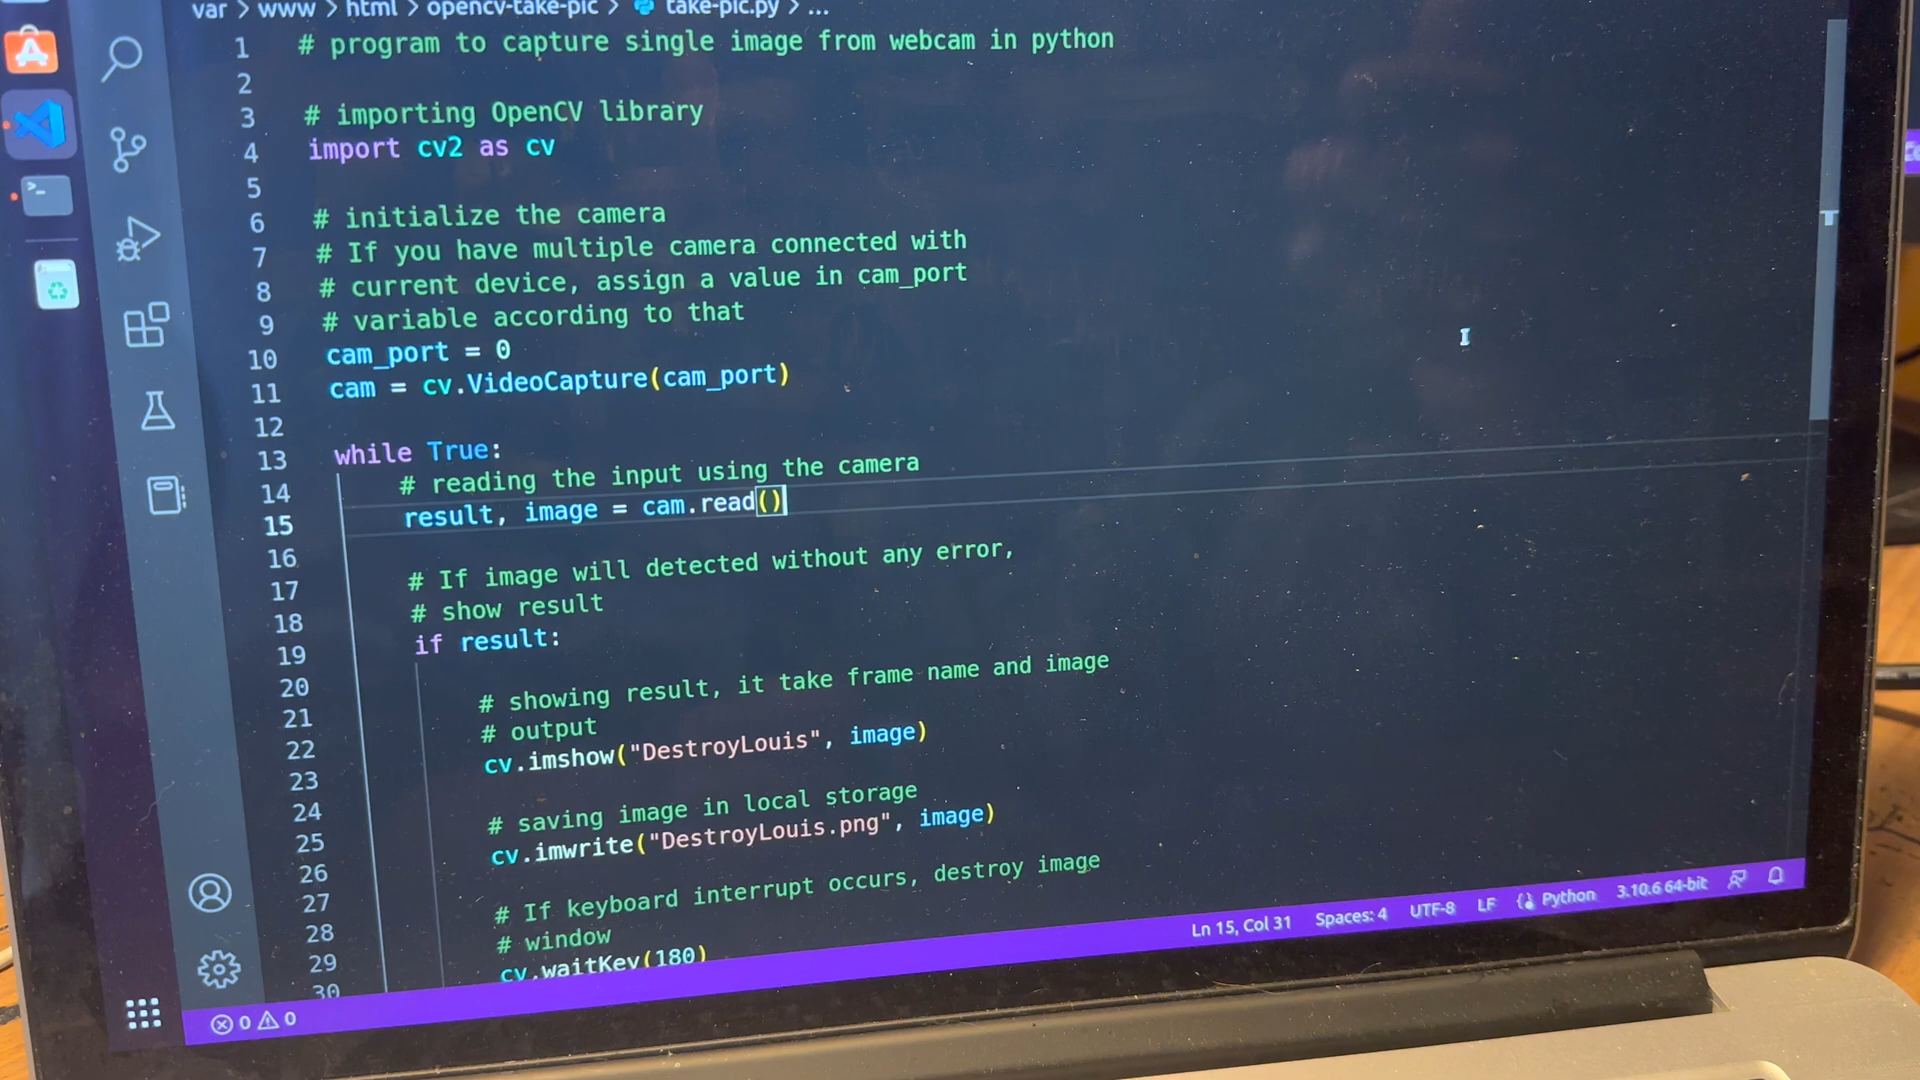 var > www > html > opencv-take-pic > take-pic.py > ...
1 # program to capture single image from webcam in python
2
3 # importing OpenCV library
4 import cv2 as cv
5
6 # initialize the camera
7 # If you have multiple camera connected with
8 # current device, assign a value in cam_port
9 # variable according to that
10 cam_port = 0
11 cam = cv.VideoCapture(cam_port)
12
13 while True:
14 # reading the input using the camera
15 result, image = cam.read()
16
17 # If image will detected without any error,
18 # show result
19 if result:
20
21 # showing result, it take frame name and image
22 # output
23 cv.imshow("DestroyLouis", image)
24
25 # saving image in local storage
26 cv.imwrite("DestroyLouis.png", image)
27
28 # If keyboard interrupt occurs, destroy image
29 # window
30 cv.waitKey(180)
0 0 Ln 15, Col 31 Spaces: 4 UTF-8 LF Python 3.10.6 64-bit